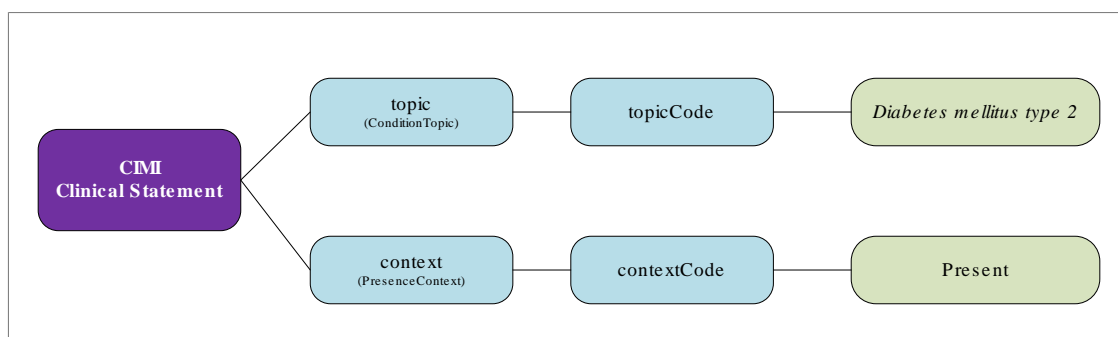 CIMI
Clinical Statement
topic
(ConditionTopic)
topicCode
Diabetes mellitus type 2
context
(PresenceContext)
contextCode
Present